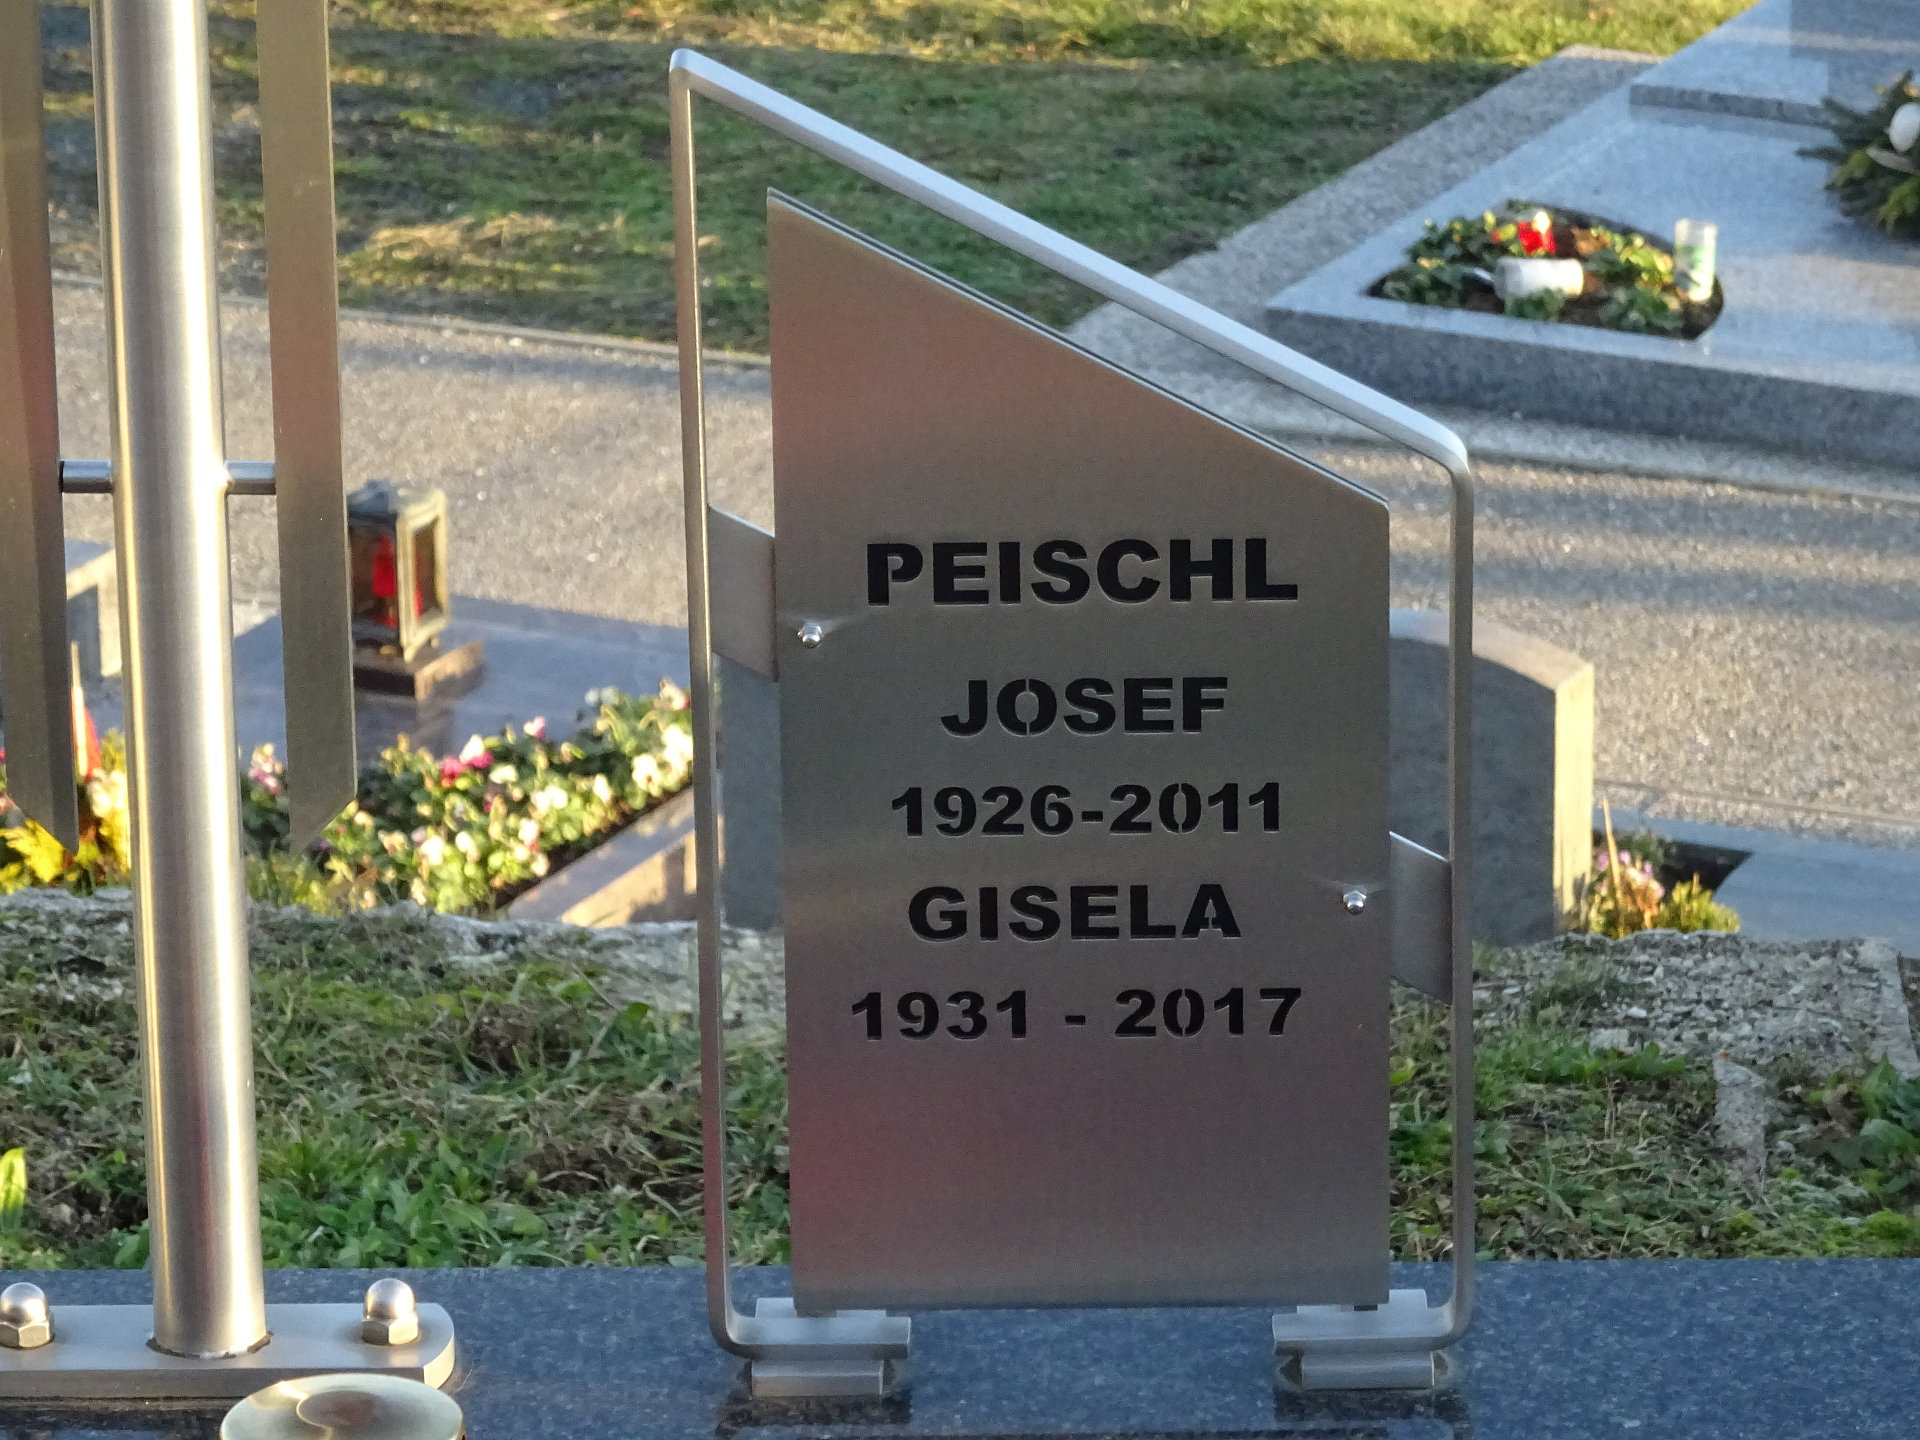 PEISCHL
JOSEF
1926-2011
GISELA
1931 - 2017